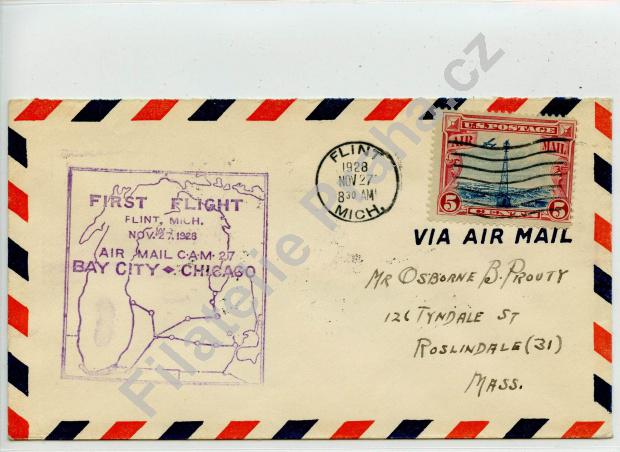 FLINT
1928
NOV 27
8 30 AM
MICH.
U.S. POSTAGE
AIR MAIL
5 CENTS 5
VIA AIR MAIL
FIRST FLIGHT
FLINT, MICH.
NOV. 27, 1928
AIR MAIL C·A·M· 27
BAY CITY CHICAGO
MR OSBORNE B. PROUTY
126 TYNDALE ST
ROSLINDALE (31)
MASS.
Filatelie Praha.cz